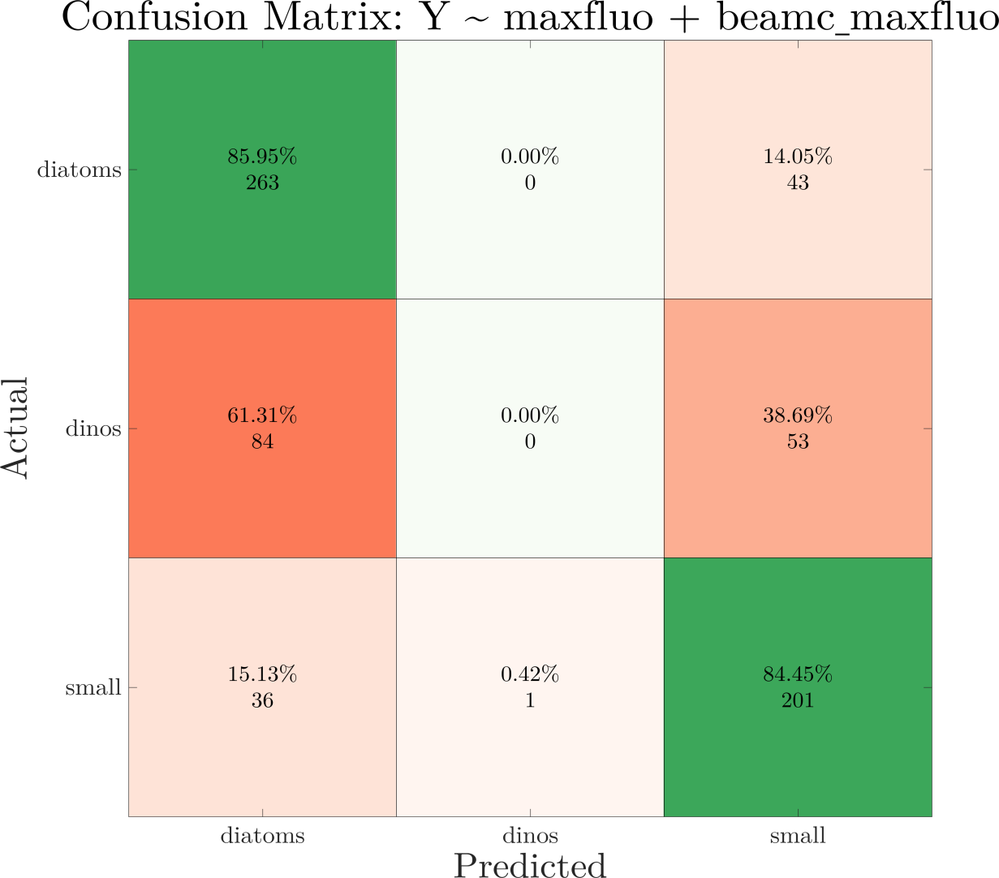 Confusion Matrix: Y ~ maxfluo + beamc_maxfluo
Actual
diatoms
85.95%
263
0.00%
0
14.05%
43
dinos
61.31%
84
0.00%
0
38.69%
53
small
15.13%
36
0.42%
1
84.45%
201
diatoms
dinos
small
Predicted